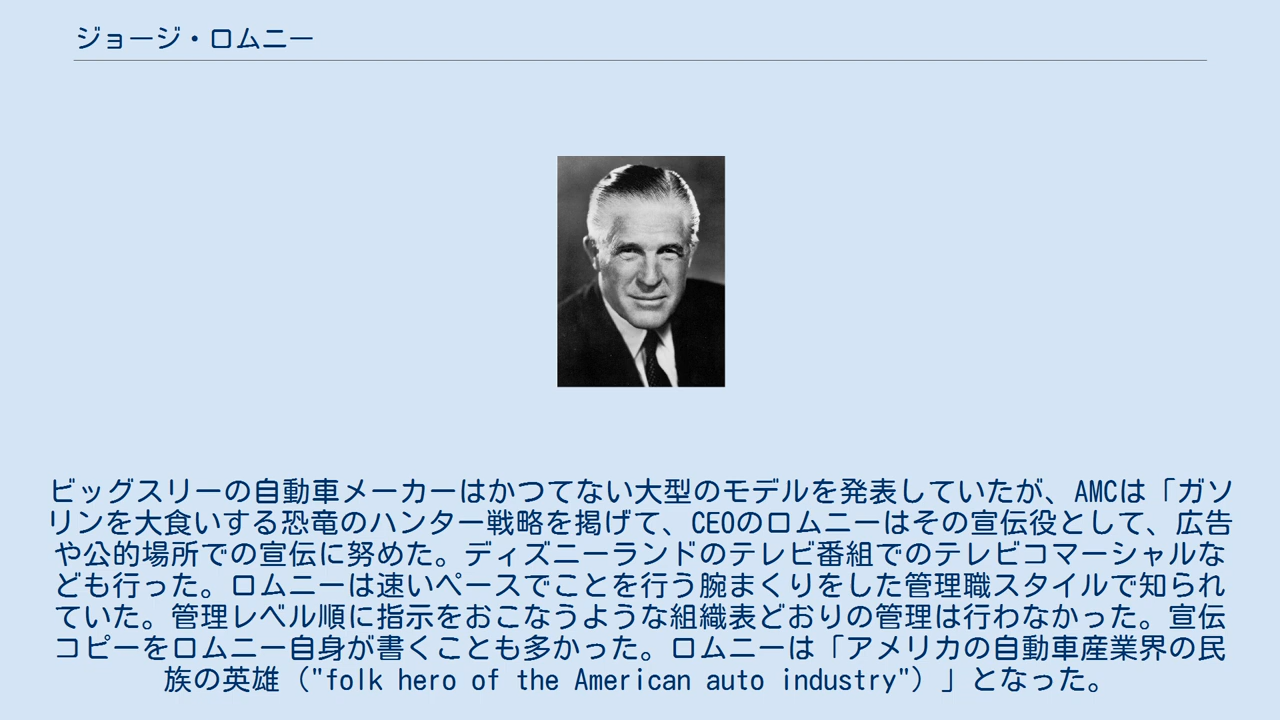 ジョージ・ロムニー
ビッグスリーの自動車メーカーはかつてない大型のモデルを発表していたが、AMCは「ガソ
リンを大食いする恐竜のハンター戦略を掲げて、CEOのロムニーはその宣伝役として、広告
や公的場所での宣伝に努めた。ディズニーランドのテレビ番組でのテレビコマーシャルな
ども行った。ロムニーは速いペースでことを行う腕まくりをした管理職スタイルで知られ
ていた。管理レベル順に指示をおこなうような組織表どおりの管理は行わなかった。宣伝
コピーをロムニー自身が書くことも多かった。ロムニーは「アメリカの自動車産業界の民
族の英雄（"folk hero of the American auto industry"）」となった。